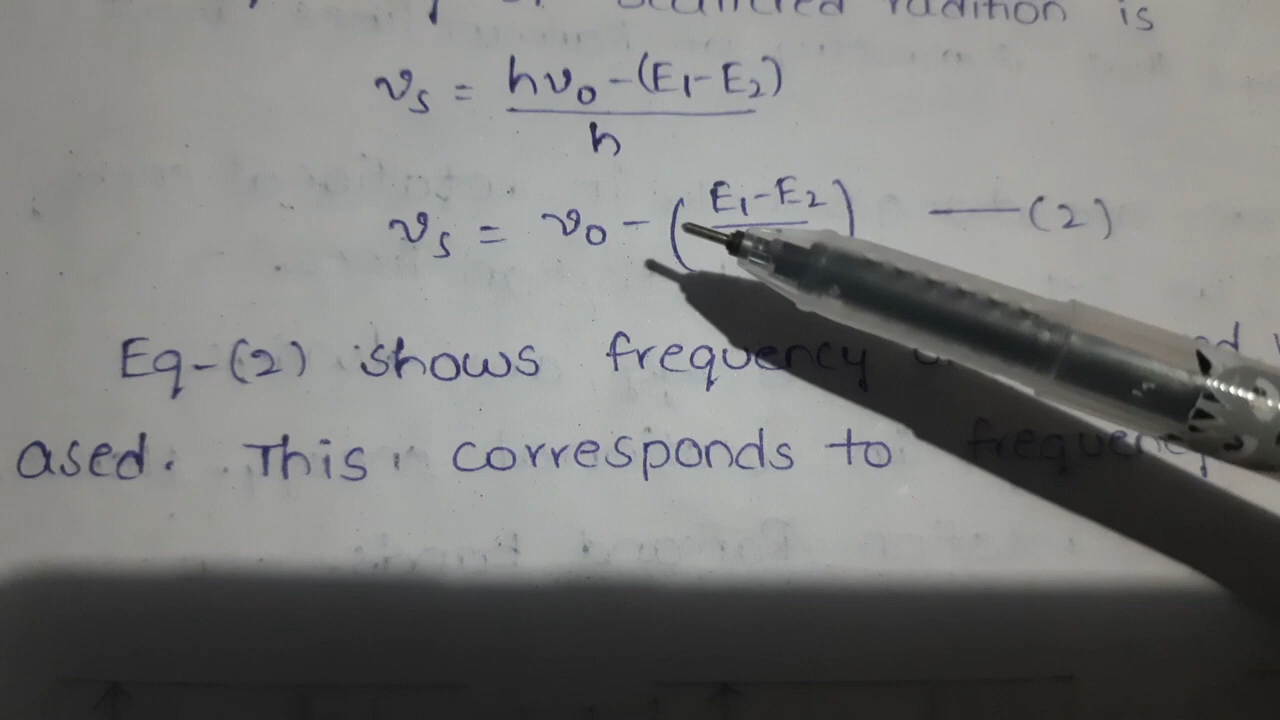 radition is
νs = hν0 - (E1 - E2) / h
νs = ν0 - (E1 - E2) —— (2)
Eq-(2) shows frequency
ased. This corresponds to frequency